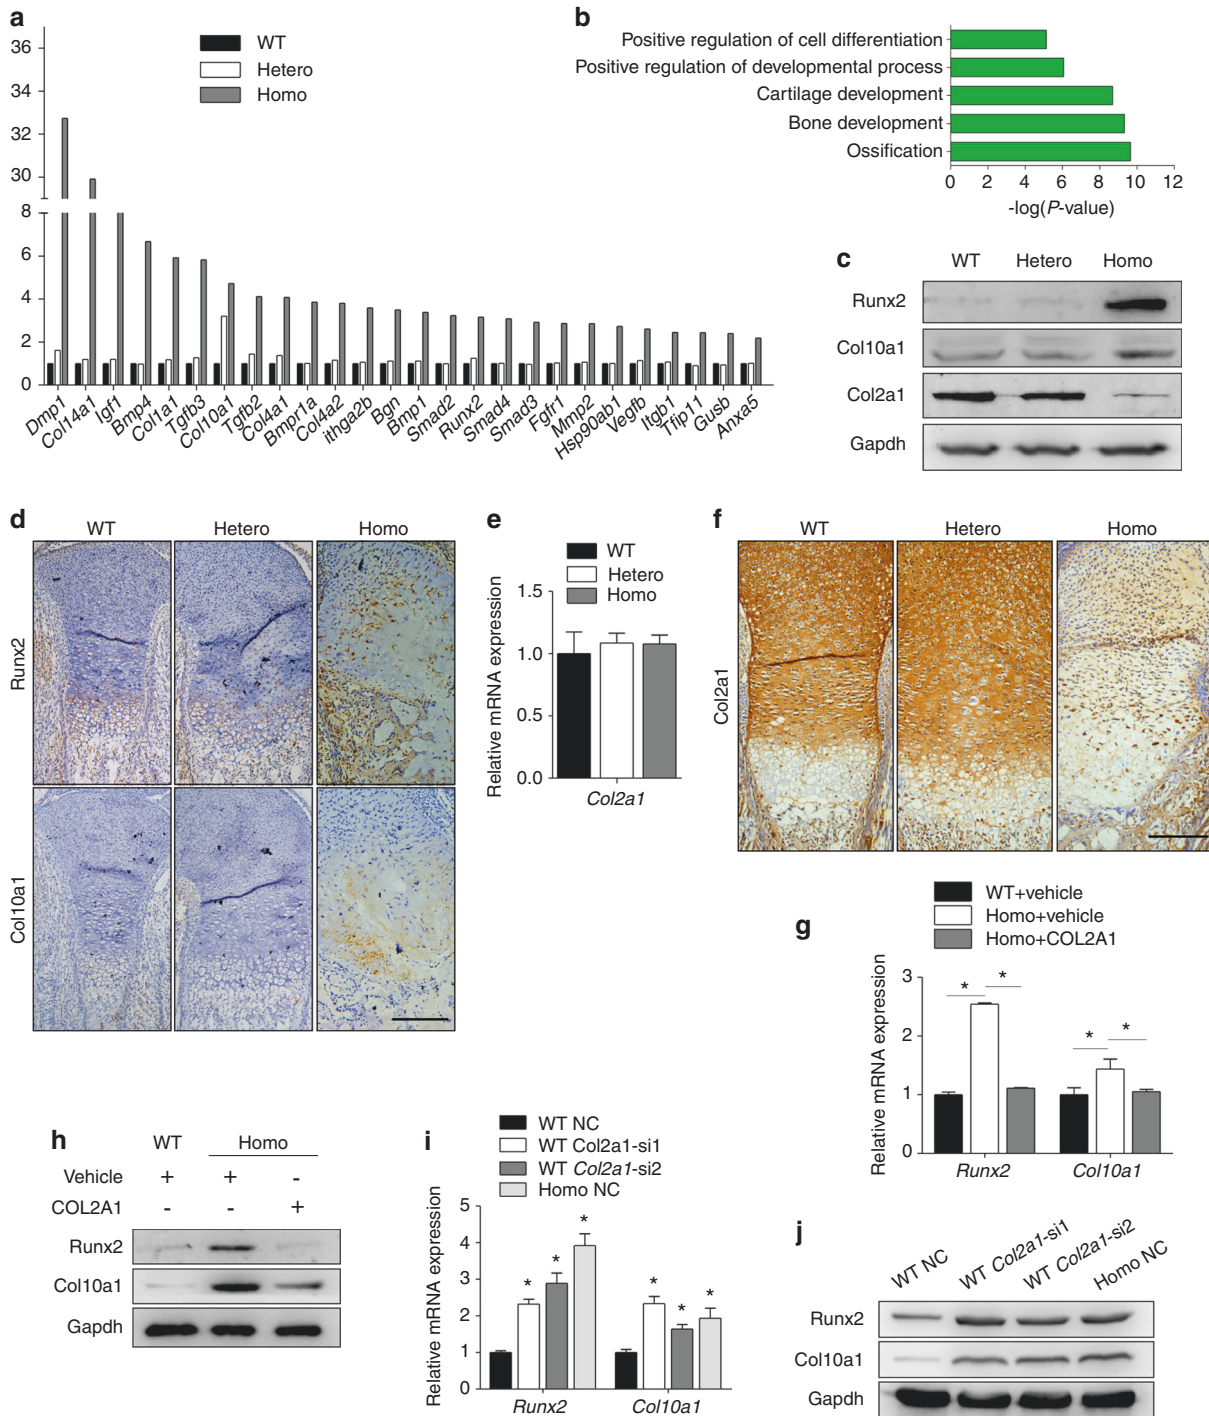 a
36
34
32
30
8
6
4
2
0
WT
Hetero
Homo
Dmp1 Col14a1 Igf1 Bmp4 Col1a1 Tgfb3 Col10a1 Tgfb2 Col4a1 Bmpr1a Col4a2 ithga2b Bgn Bmp1 Smad2 Runx2 Smad4 Smad3 Fgfr1 Mmp2 Hsp90ab1 Vegfb Itgb1 Tfip11 Gusb Anxa5
b
Positive regulation of cell differentiation
Positive regulation of developmental process
Cartilage development
Bone development
Ossification
0 2 4 6 8 10 12
-log(P-value)
c
WT Hetero Homo
Runx2
Col10a1
Col2a1
Gapdh
d
WT Hetero Homo
Runx2
Col10a1
e
WT
Hetero
Homo
Relative mRNA expression
1.5
1.0
0.5
0.0
Col2a1
f
WT Hetero Homo
Col2a1
g
WT+vehicle
Homo+vehicle
Homo+COL2A1
Relative mRNA expression
3
2
1
0
* * * *
Runx2 Col10a1
h
WT Homo
Vehicle + + -
COL2A1 - - +
Runx2
Col10a1
Gapdh
i
WT NC
WT Col2a1-si1
WT Col2a1-si2
Homo NC
Relative mRNA expression
5
4
3
2
1
0
* * * * * *
Runx2 Col10a1
j
WT NC WT Col2a1-si1 WT Col2a1-si2 Homo NC
Runx2
Col10a1
Gapdh